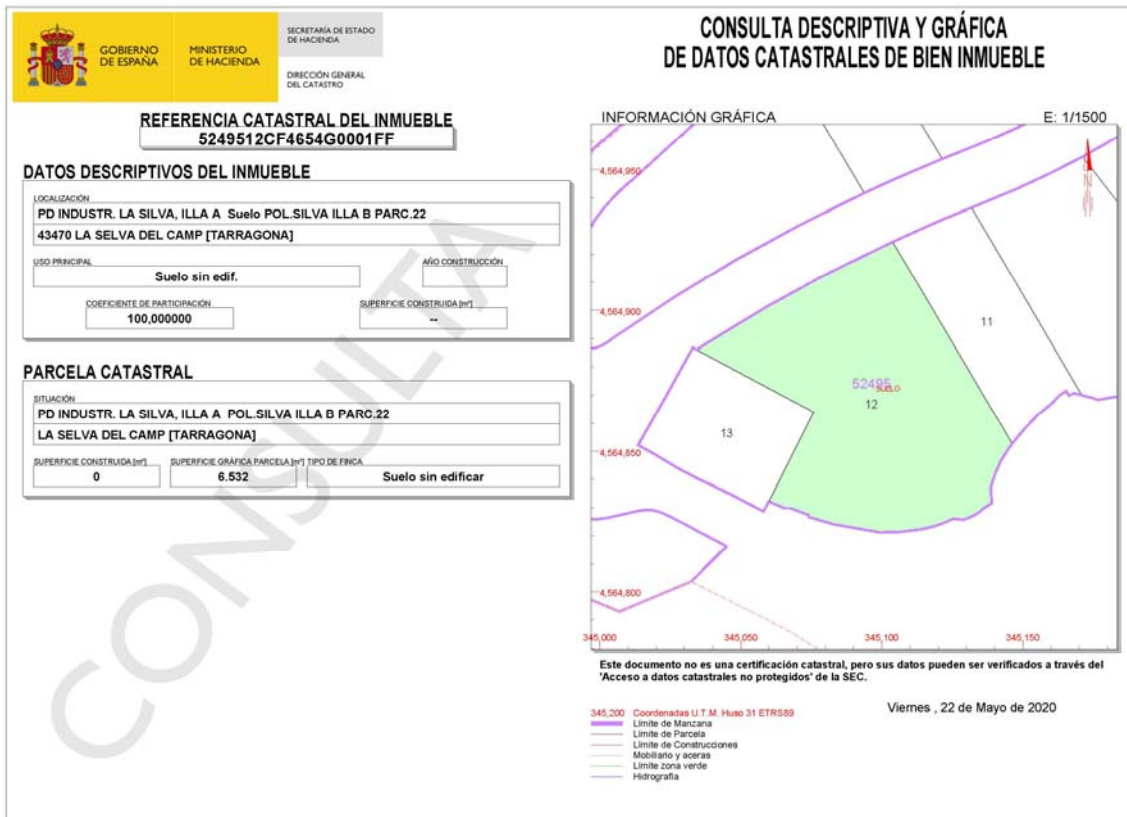 GOBIERNO
DE ESPAÑA
MINISTERIO
DE HACIENDA
SECRETARÍA DE ESTADO
DE HACIENDA
DIRECCIÓN GENERAL
DEL CATASTRO
CONSULTA DESCRIPTIVA Y GRÁFICA
DE DATOS CATASTRALES DE BIEN INMUEBLE
REFERENCIA CATASTRAL DEL INMUEBLE
5249512CF4654G0001FF
DATOS DESCRIPTIVOS DEL INMUEBLE
LOCALIZACIÓN
PD INDUSTR. LA SILVA, ILLA A Suelo POL.SILVA ILLA B PARC.22
43470 LA SELVA DEL CAMP [TARRAGONA]
USO PRINCIPAL
Suelo sin edif.
AÑO CONSTRUCCIÓN
COEFICIENTE DE PARTICIPACIÓN
100,000000
SUPERFICIE CONSTRUIDA [m²]
--
PARCELA CATASTRAL
SITUACIÓN
PD INDUSTR. LA SILVA, ILLA A POL.SILVA ILLA B PARC.22
LA SELVA DEL CAMP [TARRAGONA]
SUPERFICIE CONSTRUIDA [m²]
0
SUPERFICIE GRÁFICA PARCELA [m²]
6.532
TIPO DE FINCA
Suelo sin edificar
CONSULTA
INFORMACIÓN GRÁFICA E: 1/1500
4,564,950
4,564,900
4,564,850
4,564,800
11
52495
SUELO
12
13
N
345,000 345,050 345,100 345,150
Este documento no es una certificación catastral, pero sus datos pueden ser verificados a través del
'Acceso a datos catastrales no protegidos' de la SEC.
345,200 Coordenadas U.T.M. Huso 31 ETRS89
Límite de Manzana
Límite de Parcela
Límite de Construcciones
Mobiliario y aceras
Límite zona verde
Hidrografía
Viernes , 22 de Mayo de 2020